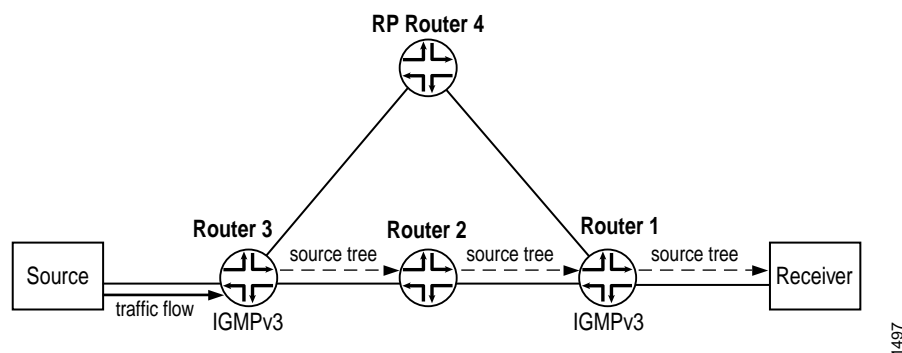 RP Router 4
Router 3
Router 2
Router 1
source tree
source tree
source tree
Source
Receiver
traffic flow
IGMPv3
IGMPv3
1497